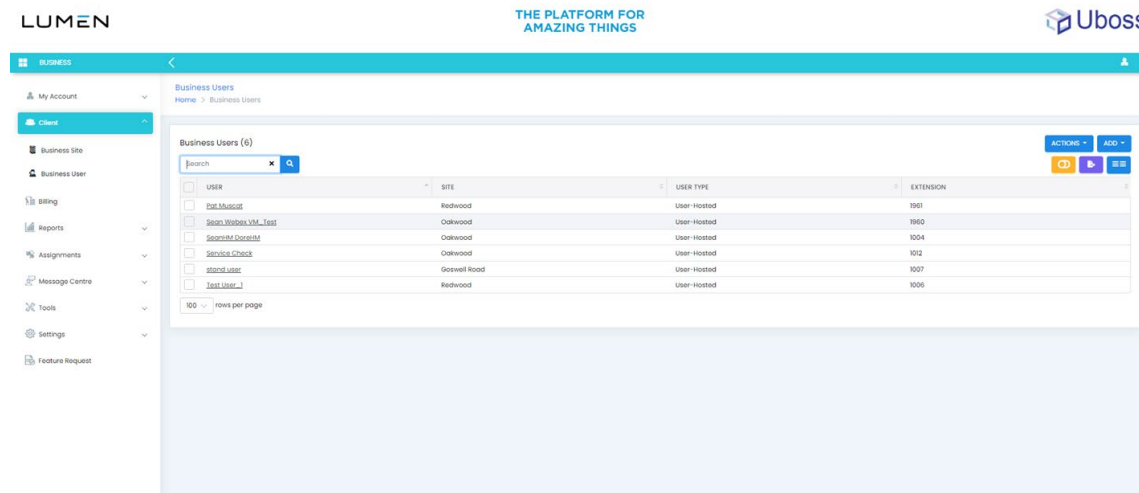 LUMEN
THE PLATFORM FOR
AMAZING THINGS
Uboss
BUSINESS
My Account
Client
Business Site
Business User
Billing
Reports
Assignments
Message Centre
Tools
Settings
Feature Request
Business Users
Home > Business Users
Business Users (6)
ACTIONS
ADD
Search
USER SITE USER TYPE EXTENSION
Pat Muscat Redwood User-Hosted 1961
Sean Webex VM_Test Oakwood User-Hosted 1960
SeanHM DoreHM Oakwood User-Hosted 1004
Service Check Oakwood User-Hosted 1012
stand user Goswell Road User-Hosted 1007
Test User_1 Redwood User-Hosted 1006
100 rows per page